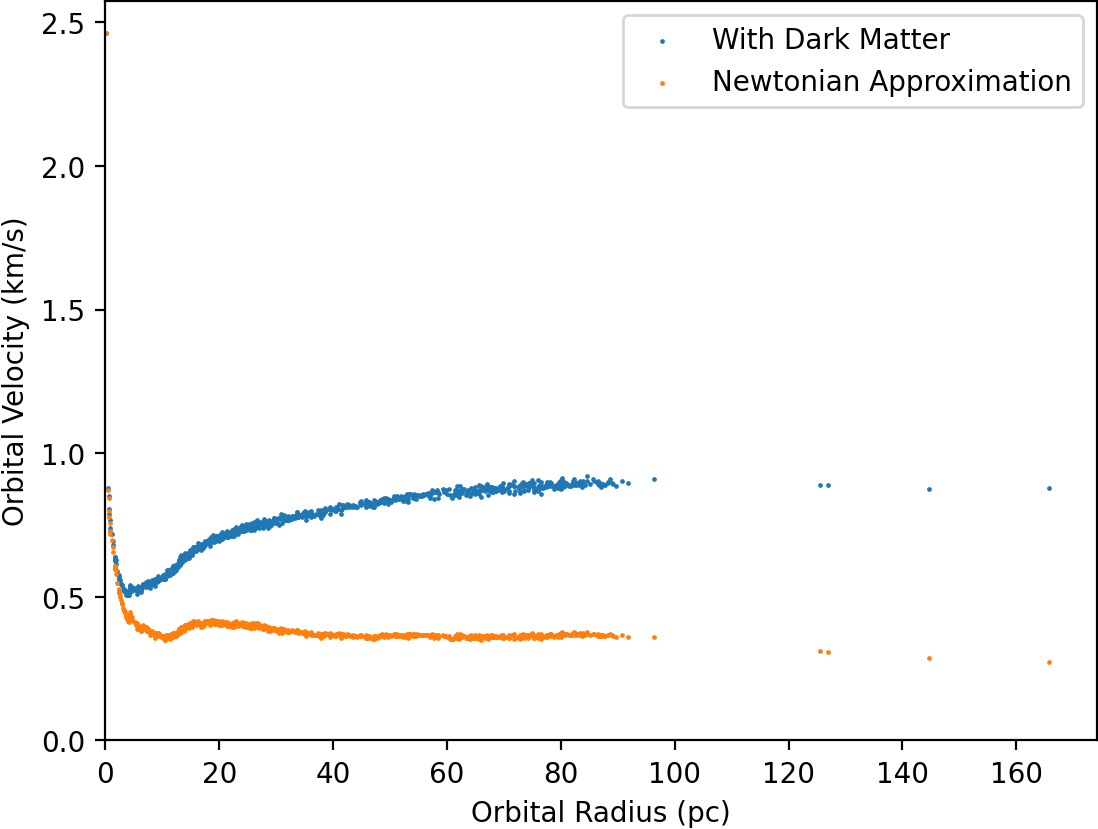 2.5
2.0
1.5
1.0
0.5
0.0
Orbital Velocity (km/s)
With Dark Matter
Newtonian Approximation
0 20 40 60 80 100 120 140 160
Orbital Radius (pc)